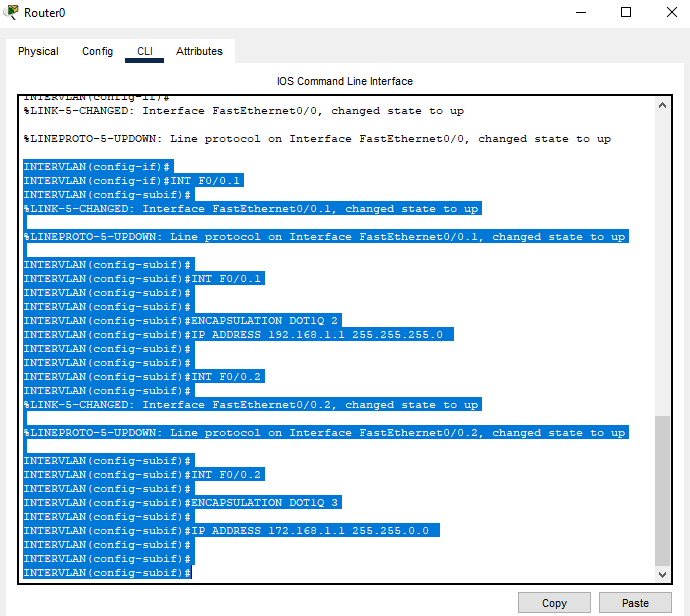 Router0
Physical Config CLI Attributes
IOS Command Line Interface
INTERVLAN(config-if)#
%LINK-5-CHANGED: Interface FastEthernet0/0, changed state to up
%LINEPROTO-5-UPDOWN: Line protocol on Interface FastEthernet0/0, changed state to up
INTERVLAN(config-if)#
INTERVLAN(config-if)#INT F0/0.1
INTERVLAN(config-subif)#
%LINK-5-CHANGED: Interface FastEthernet0/0.1, changed state to up
%LINEPROTO-5-UPDOWN: Line protocol on Interface FastEthernet0/0.1, changed state to up
INTERVLAN(config-subif)#
INTERVLAN(config-subif)#INT F0/0.1
INTERVLAN(config-subif)#
INTERVLAN(config-subif)#
INTERVLAN(config-subif)#ENCAPSULATION DOT1Q 2
INTERVLAN(config-subif)#IP ADDRESS 192.168.1.1 255.255.255.0
INTERVLAN(config-subif)#
INTERVLAN(config-subif)#
INTERVLAN(config-subif)#INT F0/0.2
INTERVLAN(config-subif)#
%LINK-5-CHANGED: Interface FastEthernet0/0.2, changed state to up
%LINEPROTO-5-UPDOWN: Line protocol on Interface FastEthernet0/0.2, changed state to up
INTERVLAN(config-subif)#
INTERVLAN(config-subif)#INT F0/0.2
INTERVLAN(config-subif)#
INTERVLAN(config-subif)#ENCAPSULATION DOT1Q 3
INTERVLAN(config-subif)#
INTERVLAN(config-subif)#IP ADDRESS 172.168.1.1 255.255.0.0
INTERVLAN(config-subif)#
INTERVLAN(config-subif)#
INTERVLAN(config-subif)#
Copy Paste